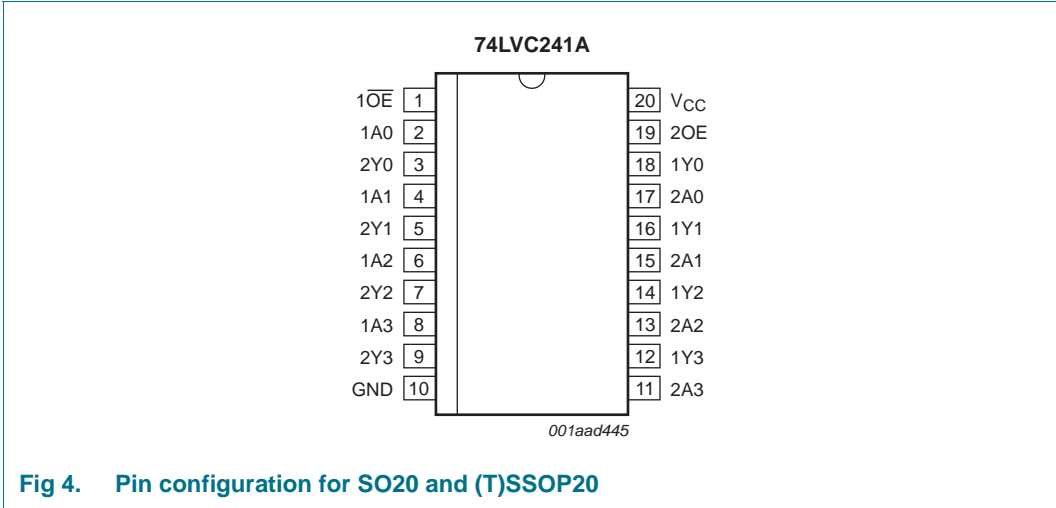 74LVC241A
1O̅E̅ 1 20 VCC
1A0 2 19 2OE
2Y0 3 18 1Y0
1A1 4 17 2A0
2Y1 5 16 1Y1
1A2 6 15 2A1
2Y2 7 14 1Y2
1A3 8 13 2A2
2Y3 9 12 1Y3
GND 10 11 2A3
001aad445
Fig 4. Pin configuration for SO20 and (T)SSOP20